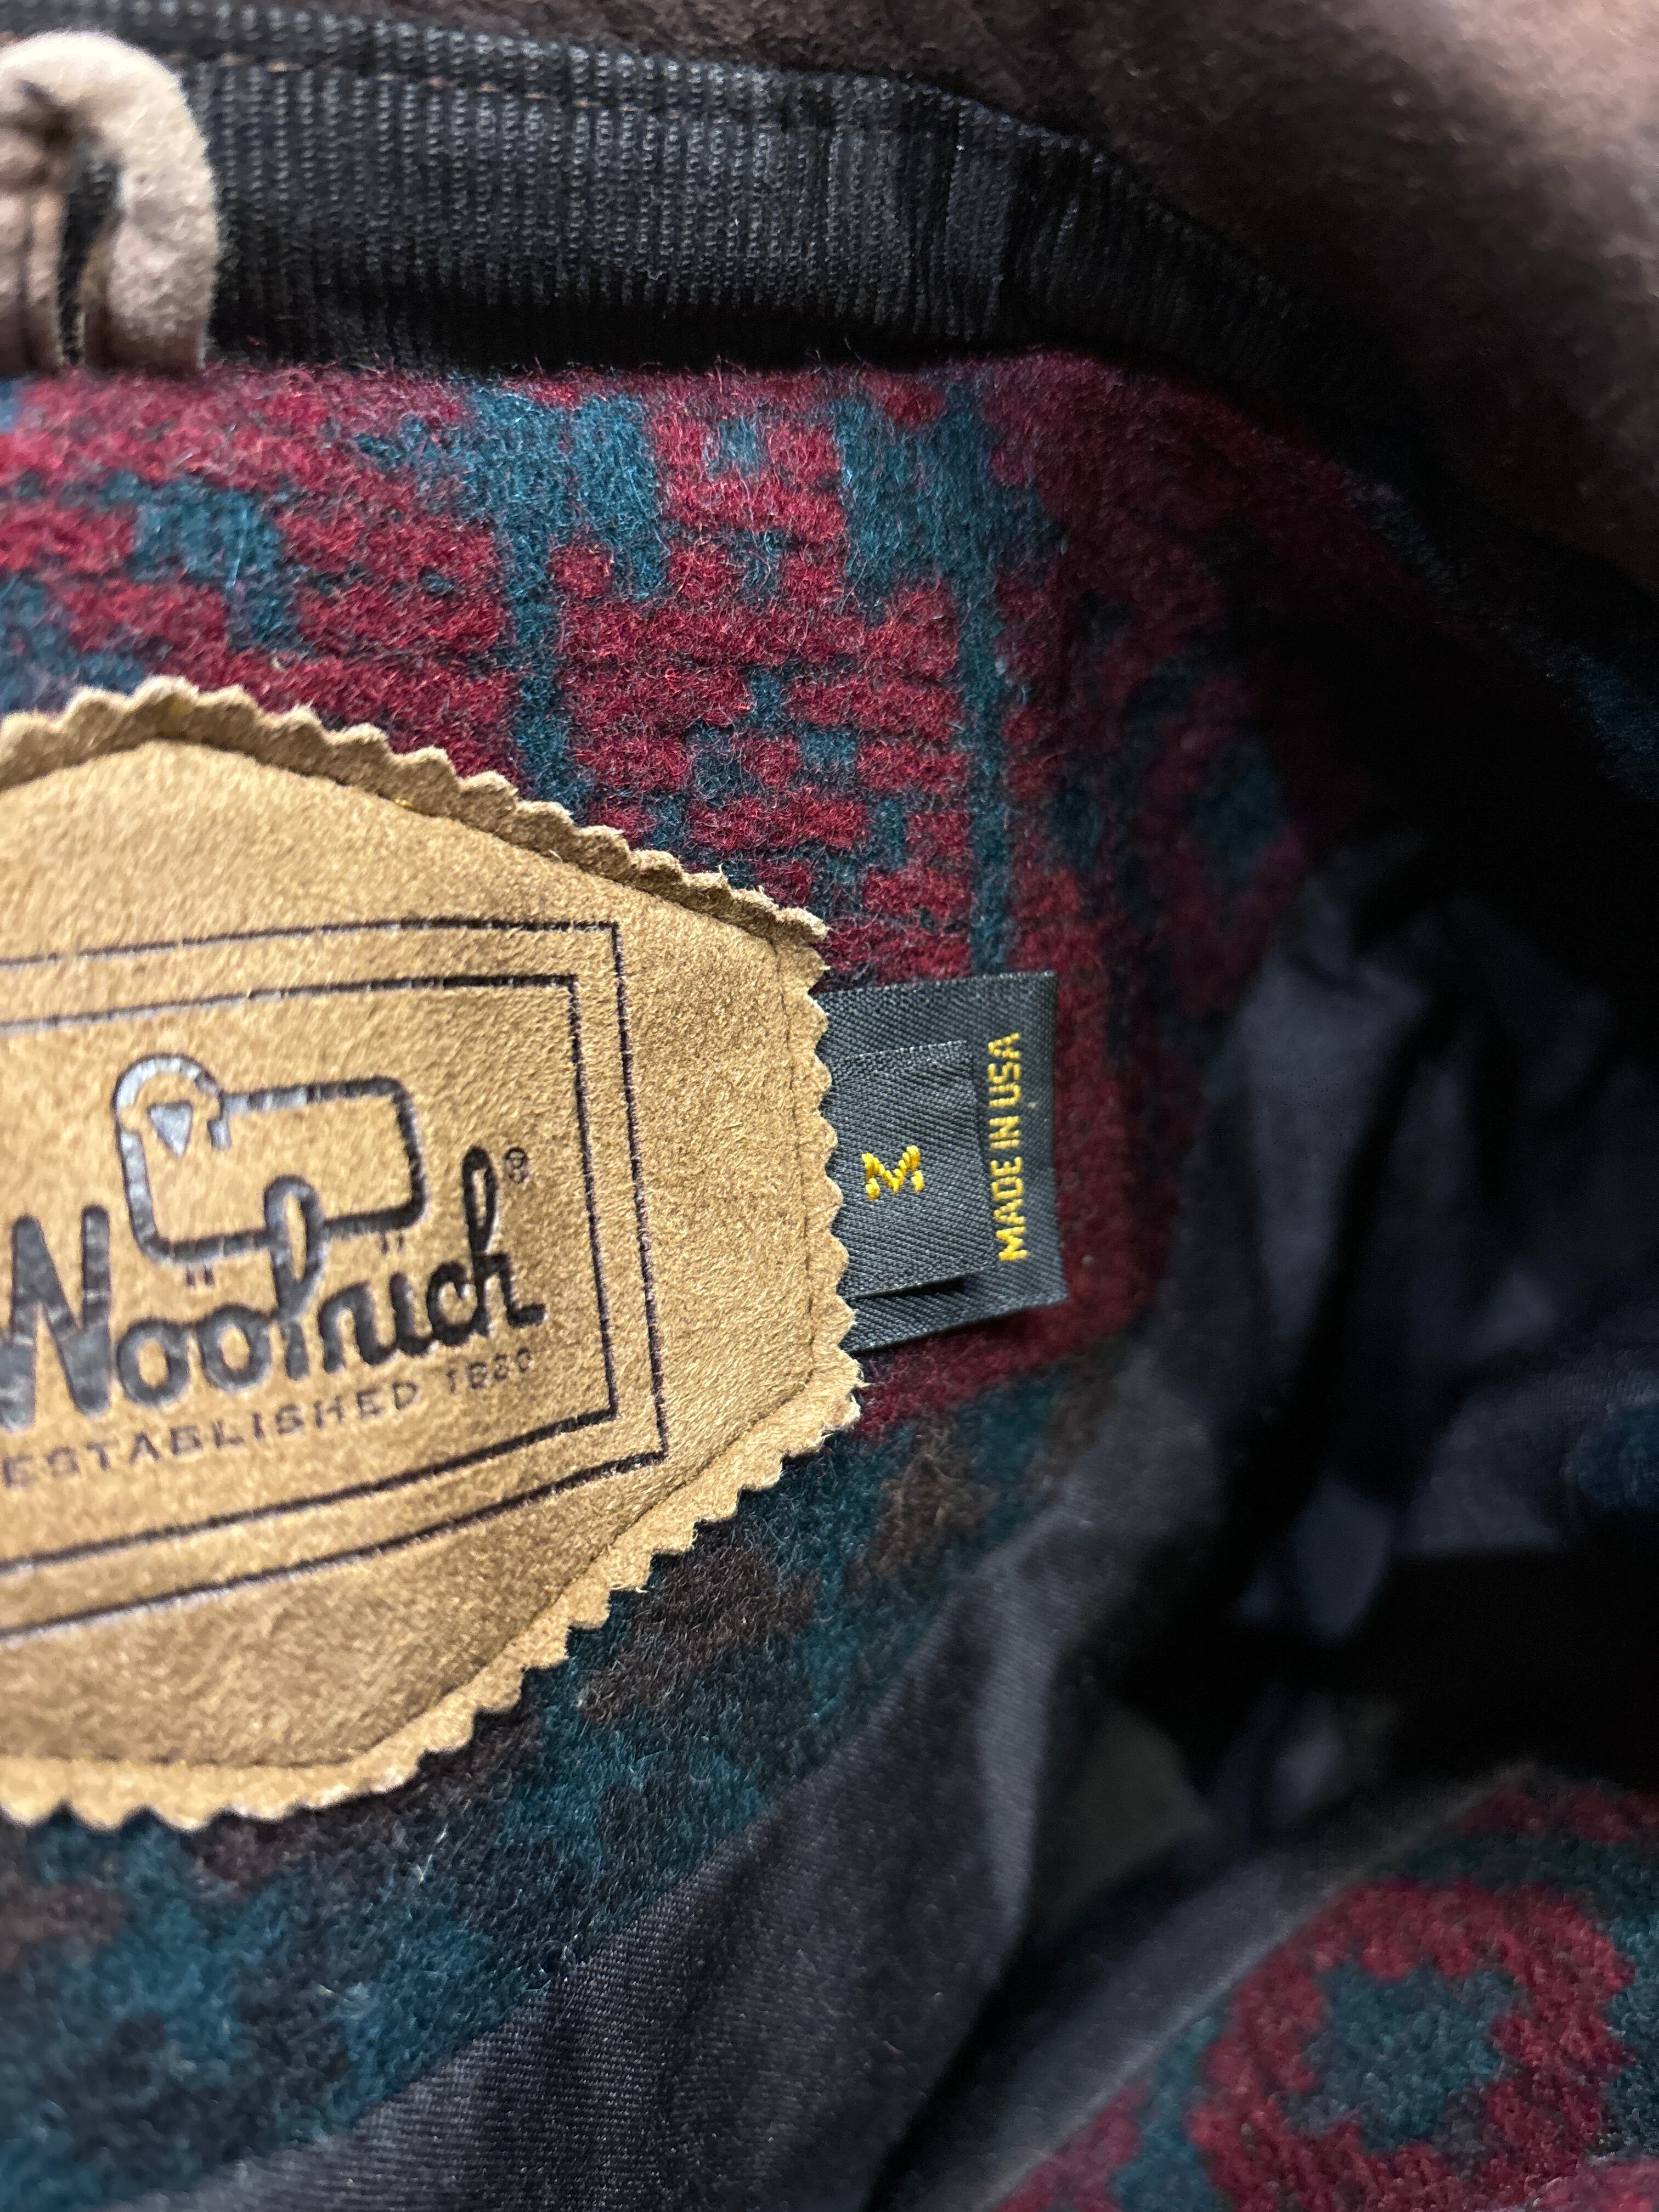 Woolrich®
ESTABLISHED 1830
M
MADE IN USA